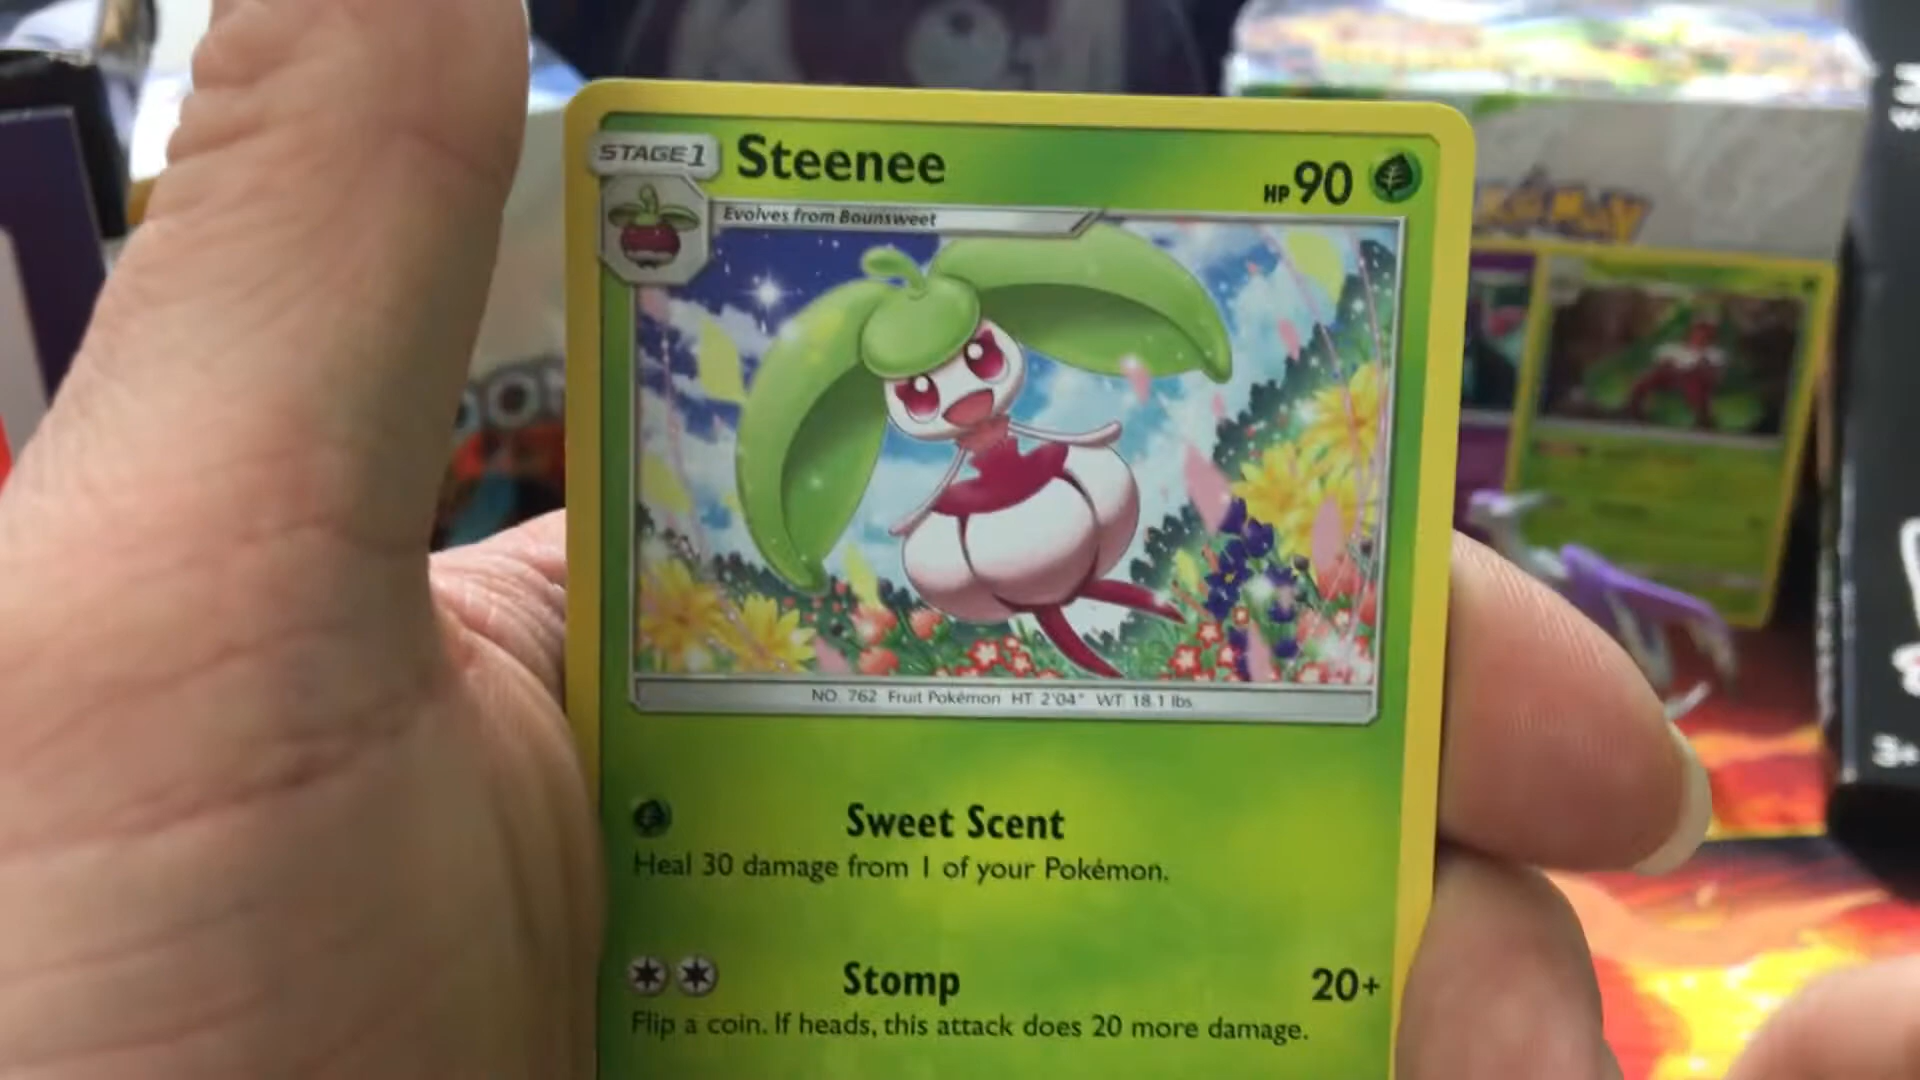 STAGE1
Steenee
HP 90
Evolves from Bounsweet
NO. 762 Fruit Pokémon HT: 2'04" WT: 18.1 lbs.
Sweet Scent
Heal 30 damage from 1 of your Pokémon.
Stomp 20+
Flip a coin. If heads, this attack does 20 more damage.
3+